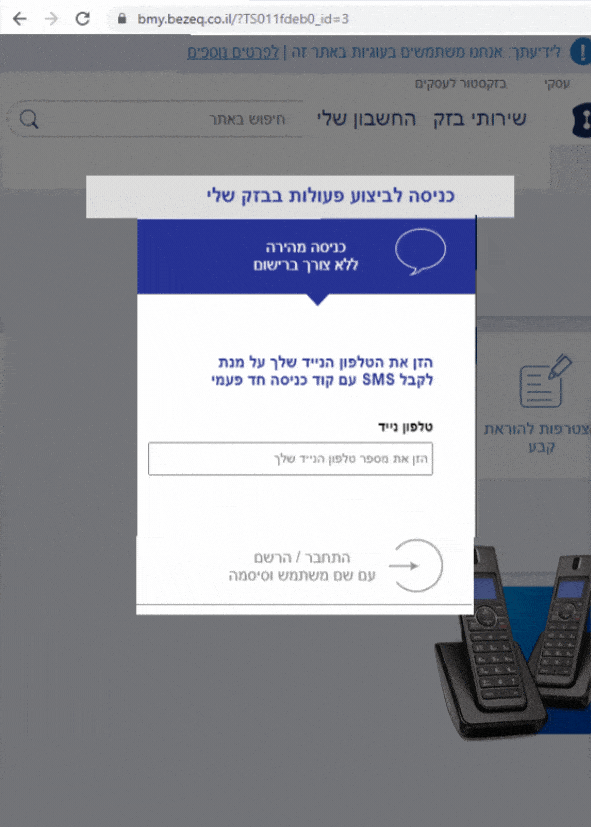 bmy.bezeq.co.il/?TS011fdeb0_id=3
לידיעתך: אנחנו משתמשים בעוגיות באתר זה | לפרטים נוספים
עסקי בזקסטור לעסקים
שירותי בזק החשבון שלי חיפוש באתר
כניסה לביצוע פעולות בבזק שלי
כניסה מהירה
ללא צורך ברישום
הזן את הטלפון הנייד שלך על מנת
לקבל SMS עם קוד כניסה חד פעמי
טלפון נייד
הזן את מספר טלפון הנייד שלך
התחבר / הרשם
עם שם משתמש וסיסמה
צטרפות להוראת
קבע